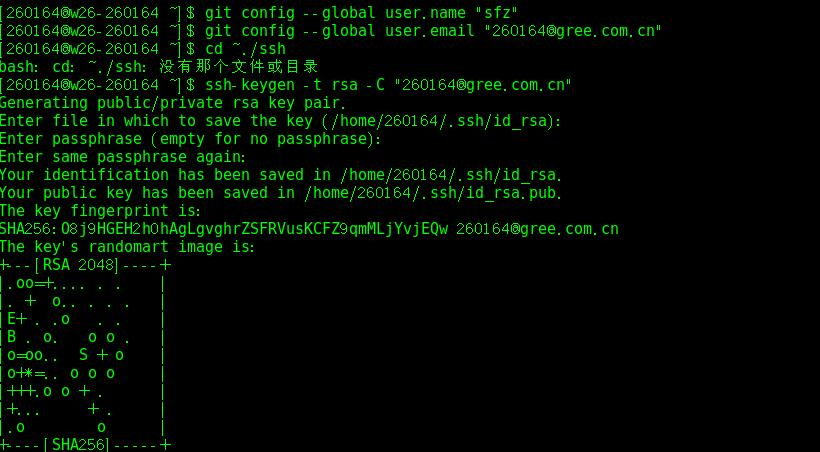 [260164@w26-260164 ~]$ git config --global user.name "sfz"
[260164@w26-260164 ~]$ git config --global user.email "260164@gree.com.cn"
[260164@w26-260164 ~]$ cd ~./ssh
bash: cd: ~./ssh: 没有那个文件或目录
[260164@w26-260164 ~]$ ssh-keygen -t rsa -C "260164@gree.com.cn"
Generating public/private rsa key pair.
Enter file in which to save the key (/home/260164/.ssh/id_rsa):
Enter passphrase (empty for no passphrase):
Enter same passphrase again:
Your identification has been saved in /home/260164/.ssh/id_rsa.
Your public key has been saved in /home/260164/.ssh/id_rsa.pub.
The key fingerprint is:
SHA256:O8j9HGEH2h0hAgLgvghrZSFRVusKCFZ9qmMLjYvjEQw 260164@gree.com.cn
The key's randomart image is:
+---[RSA 2048]----+
|.oo=+.... . .    |
|. +  o.. . . .   |
|E+ . .o   . .    |
|B .  o.   o o .  |
|o=oo..  S + o    |
|o+*=.. o o o     |
|+++.o o + .      |
|+...     + .     |
|.o        o      |
+----[SHA256]-----+